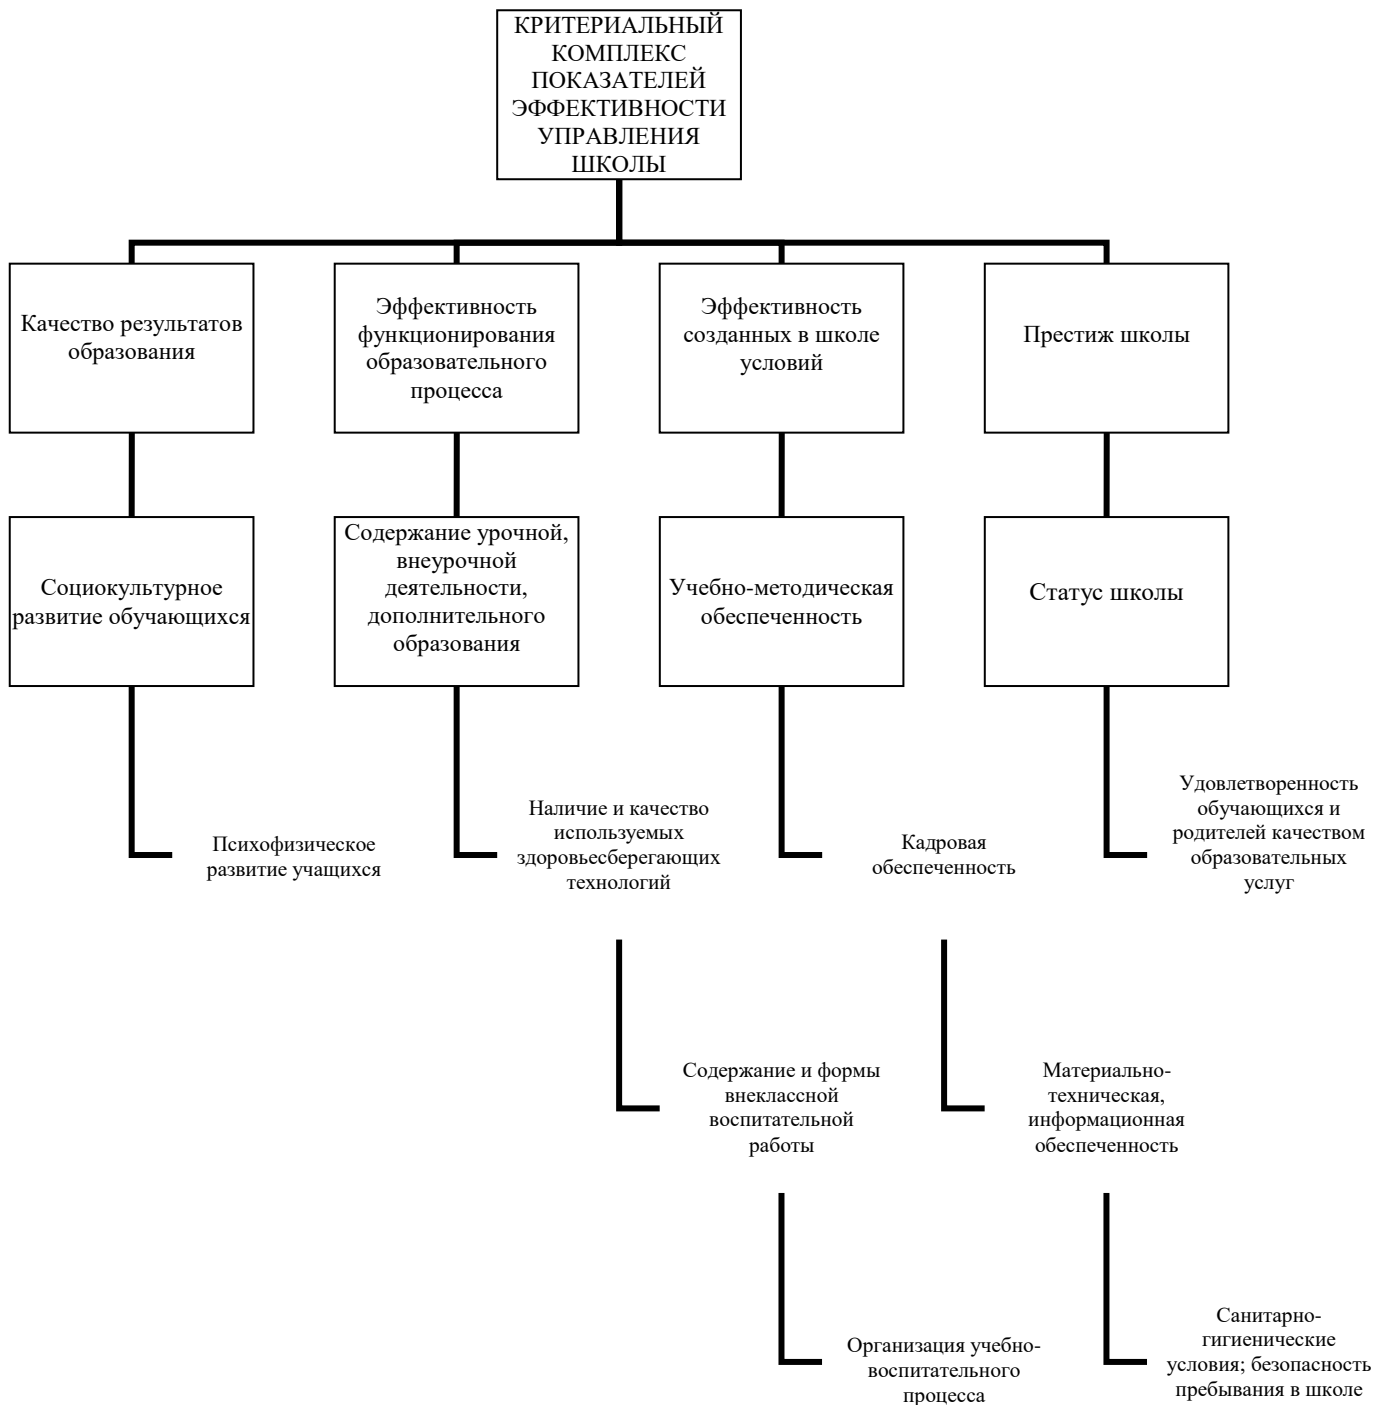 КРИТЕРИАЛЬНЫЙ
КОМПЛЕКС
ПОКАЗАТЕЛЕЙ
ЭФФЕКТИВНОСТИ
УПРАВЛЕНИЯ
ШКОЛЫ
Качество результатов
образования
Эффективность
функционирования
образовательного
процесса
Эффективность
созданных в школе
условий
Престиж школы
Социокультурное
развитие обучающихся
Содержание урочной,
внеурочной
деятельности,
дополнительного
образования
Учебно-методическая
обеспеченность
Статус школы
Психофизическое
развитие учащихся
Наличие и качество
используемых
здоровьесберегающих
технологий
Кадровая
обеспеченность
Удовлетворенность
обучающихся и
родителей качеством
образовательных
услуг
Содержание и формы
внеклассной
воспитательной
работы
Материально-
техническая,
информационная
обеспеченность
Организация учебно-
воспитательного
процесса
Санитарно-
гигиенические
условия; безопасность
пребывания в школе